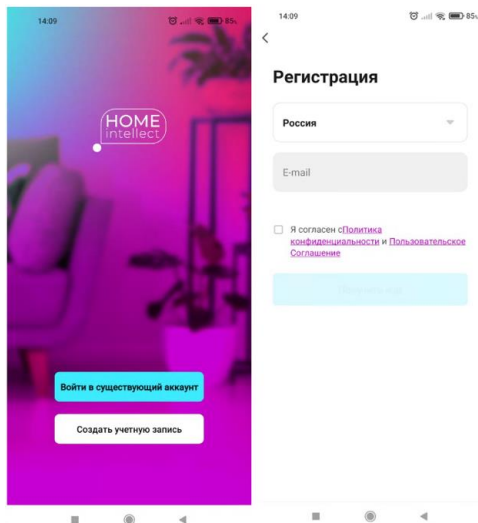 14:09
85%
HOME
intellect
Войти в существующий аккаунт
Создать учетную запись
14:09
85%
Регистрация
Россия
E-mail
Я согласен сПолитика
конфиденциальности и Пользовательское
Соглашение